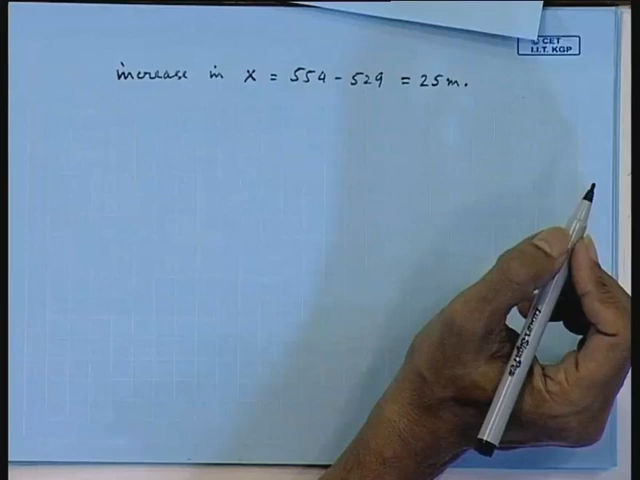 increase in X = 554 - 529 = 25m.
© CET
I.I.T. KGP